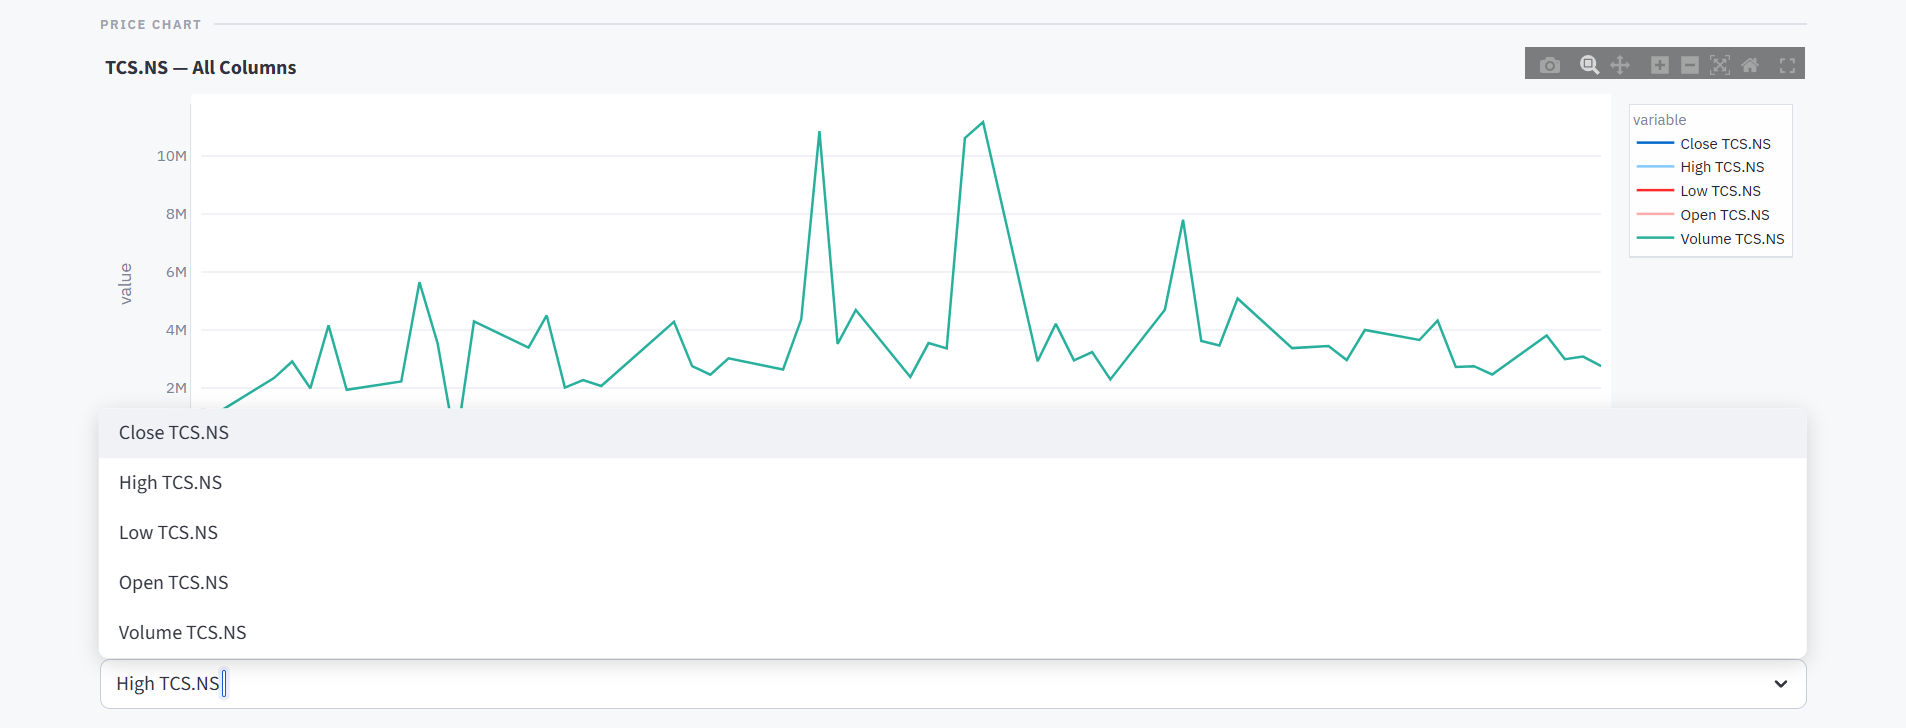 PRICE CHART
TCS.NS — All Columns
variable
Close TCS.NS
High TCS.NS
Low TCS.NS
Open TCS.NS
Volume TCS.NS
value
10M
8M
6M
4M
2M
Close TCS.NS
High TCS.NS
Low TCS.NS
Open TCS.NS
Volume TCS.NS
High TCS.NS